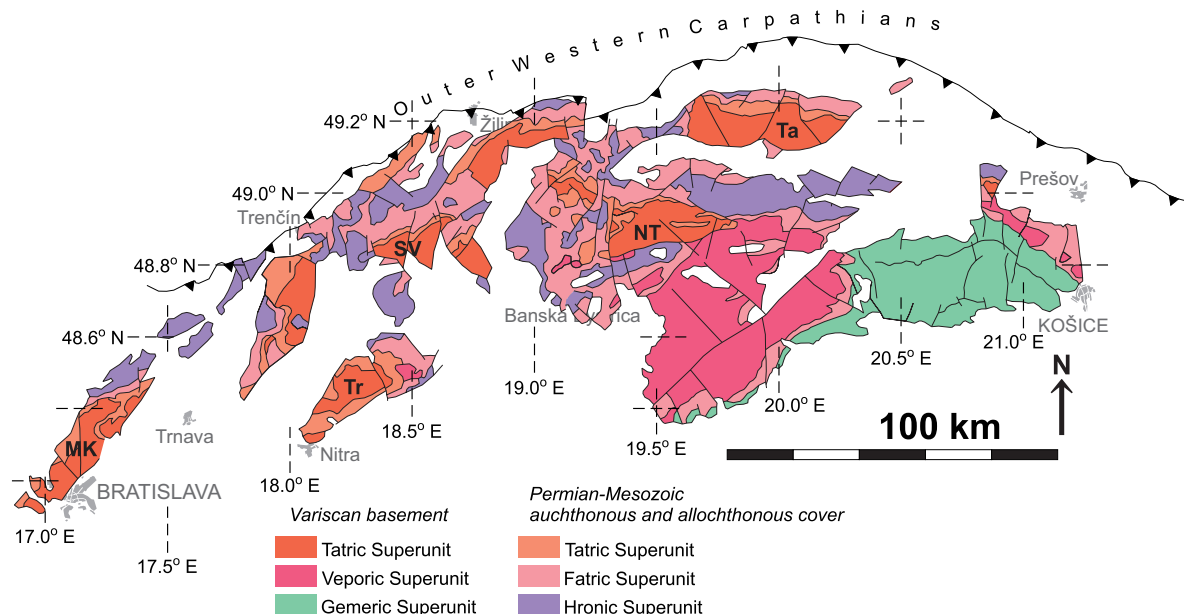 Outer Western Carpathians
49.2° N
Žilin
Ta
49.0° N
Prešov
Trenčín
NT
SV
48.8° N
Banská Bystrica
KOŠICE
48.6° N
21.0° E
20.5° E
N
19.0° E
Tr
20.0° E
18.5° E
100 km
Trnava
MK
19.5° E
Nitra
18.0° E
BRATISLAVA
17.0° E
17.5° E
Variscan basement
Tatric Superunit
Veporic Superunit
Gemeric Superunit
Permian-Mesozoic
auchthonous and allochthonous cover
Tatric Superunit
Fatric Superunit
Hronic Superunit